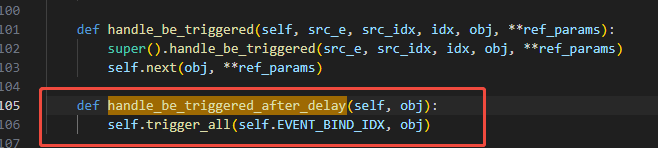 100
101 def handle_be_triggered(self, src_e, src_idx, idx, obj, **ref_params):
102 super().handle_be_triggered(src_e, src_idx, idx, obj, **ref_params)
103 self.next(obj, **ref_params)
104
105 def handle_be_triggered_after_delay(self, obj):
106 self.trigger_all(self.EVENT_BIND_IDX, obj)
107